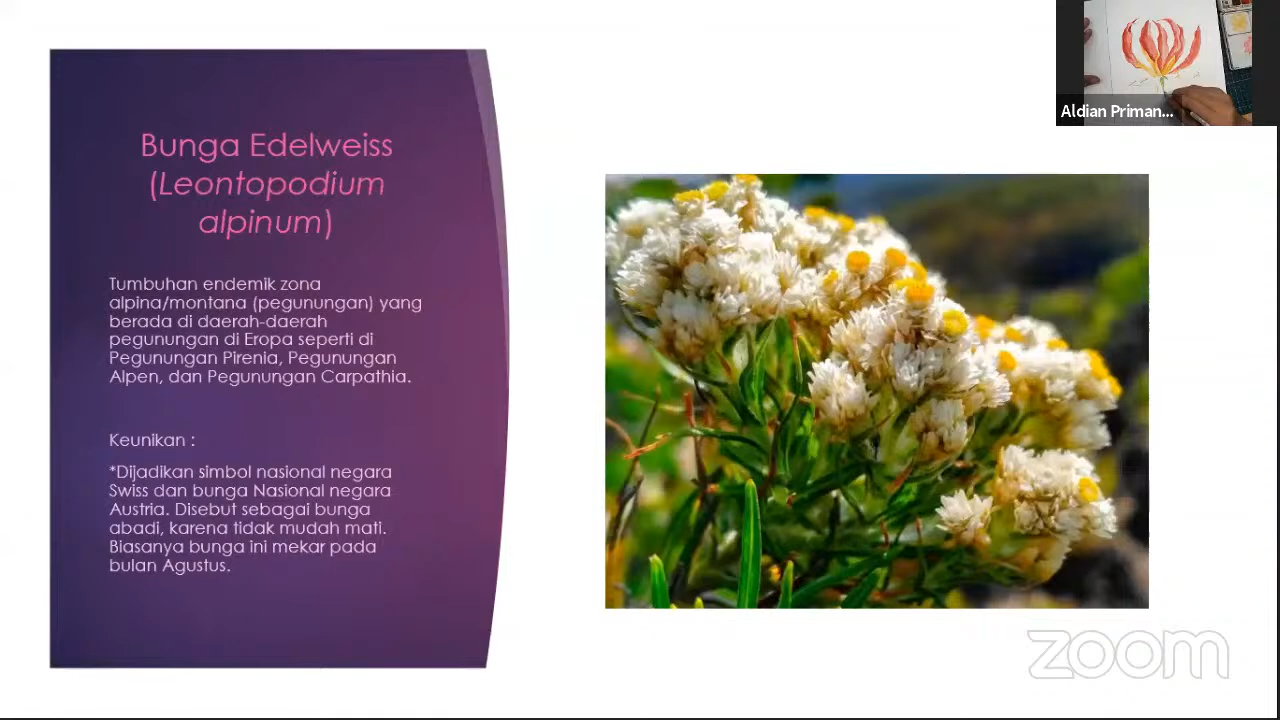 Bunga Edelweiss
(Leontopodium
alpinum)
Tumbuhan endemik zona
alpina/montana (pegunungan) yang
berada di daerah-daerah
pegunungan di Eropa seperti di
Pegunungan Pirenia, Pegunungan
Alpen, dan Pegunungan Carpathia.
Keunikan :
*Dijadikan simbol nasional negara
Swiss dan bunga Nasional negara
Austria. Disebut sebagai bunga
abadi, karena tidak mudah mati.
Biasanya bunga ini mekar pada
bulan Agustus.
Aldian Priman...
zoom